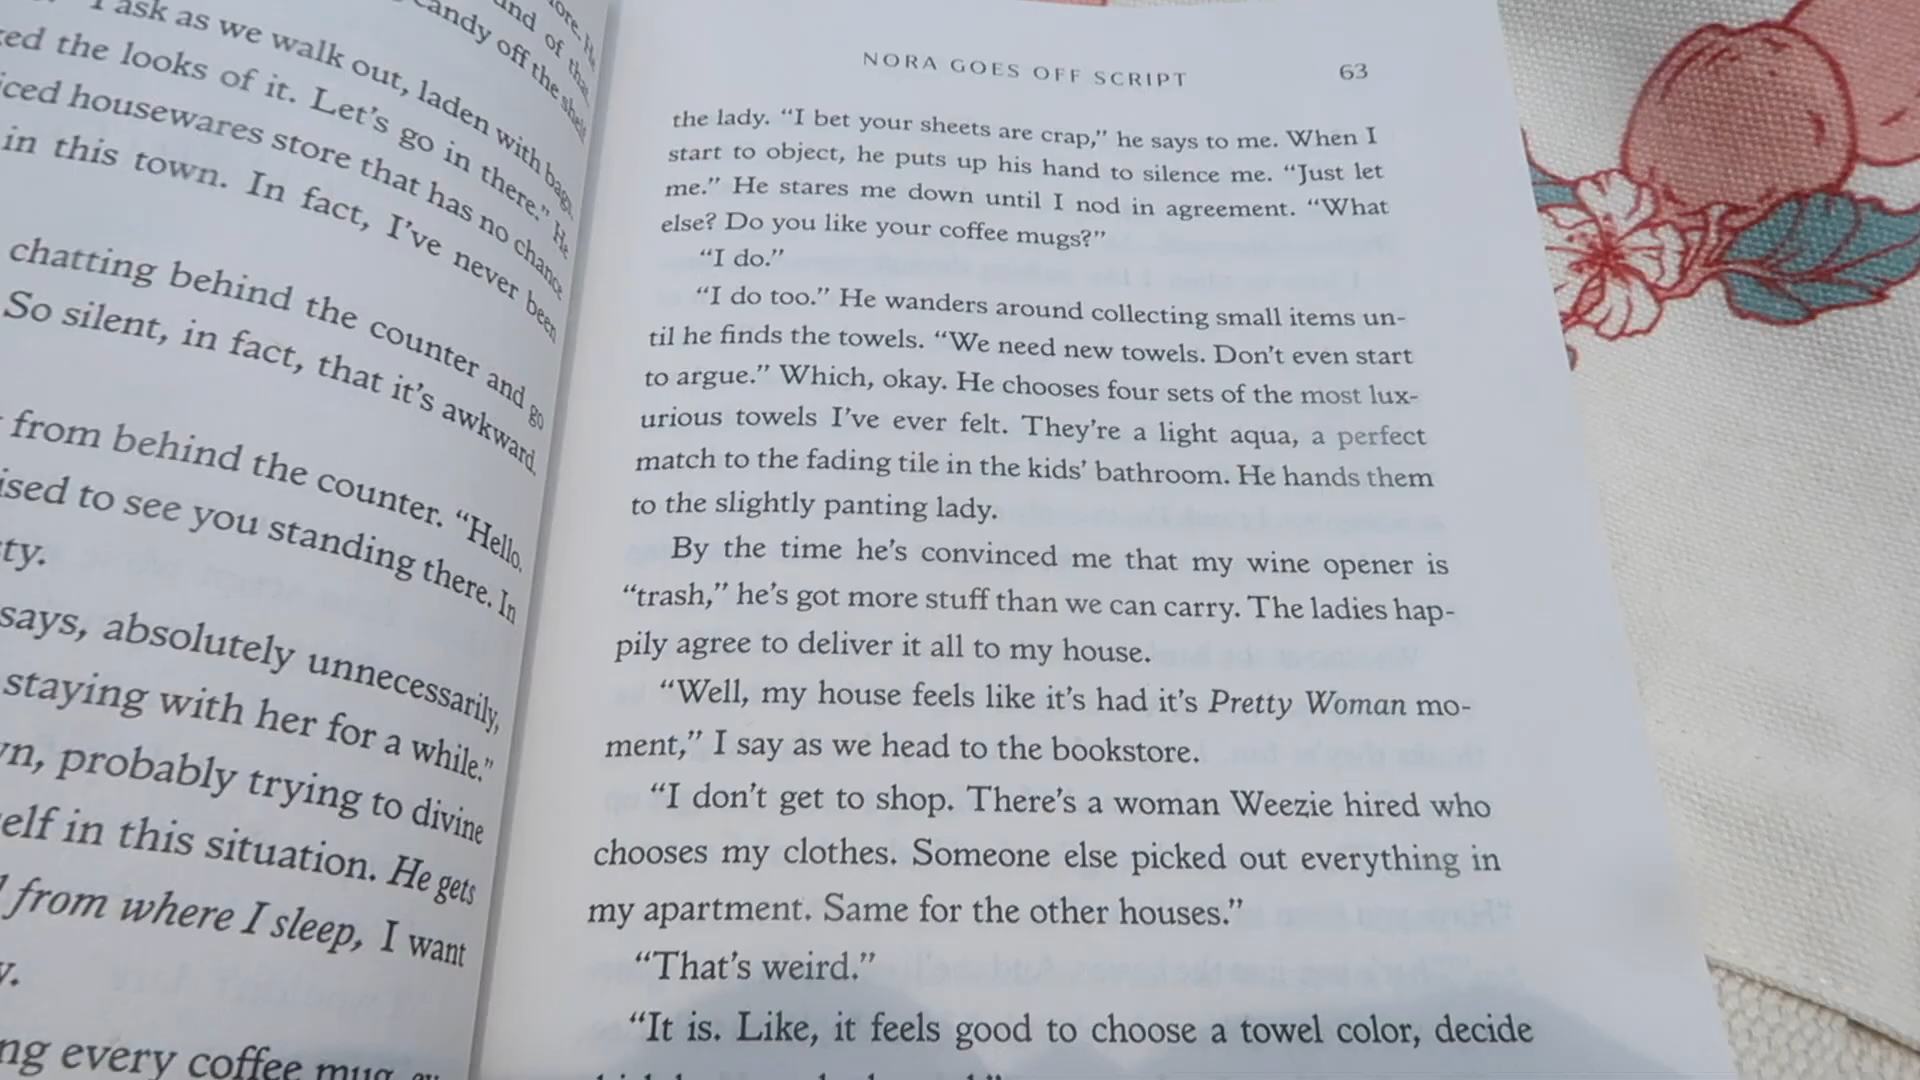 ore. He
and of that
candy off the shelf
I ask as we walk out, laden with bags.
ed the looks of it. Let's go in there." He
iced housewares store that has no chance
in this town. In fact, I've never been
chatting behind the counter and go
So silent, in fact, that it's awkward.
from behind the counter. "Hello,
ised to see you standing there. In
ty.
says, absolutely unnecessarily,
staying with her for a while."
wn, probably trying to divine
elf in this situation. He gets
from where I sleep, I want
y.
ng every coffee mug
NORA GOES OFF SCRIPT 63
the lady. “I bet your sheets are crap,” he says to me. When I
start to object, he puts up his hand to silence me. “Just let
me.” He stares me down until I nod in agreement. “What
else? Do you like your coffee mugs?”
“I do.”
“I do too.” He wanders around collecting small items un-
til he finds the towels. “We need new towels. Don’t even start
to argue.” Which, okay. He chooses four sets of the most lux-
urious towels I’ve ever felt. They’re a light aqua, a perfect
match to the fading tile in the kids’ bathroom. He hands them
to the slightly panting lady.
By the time he’s convinced me that my wine opener is
“trash,” he’s got more stuff than we can carry. The ladies hap-
pily agree to deliver it all to my house.
“Well, my house feels like it’s had it’s Pretty Woman mo-
ment,” I say as we head to the bookstore.
“I don’t get to shop. There’s a woman Weezie hired who
chooses my clothes. Someone else picked out everything in
my apartment. Same for the other houses.”
“That’s weird.”
“It is. Like, it feels good to choose a towel color, decide